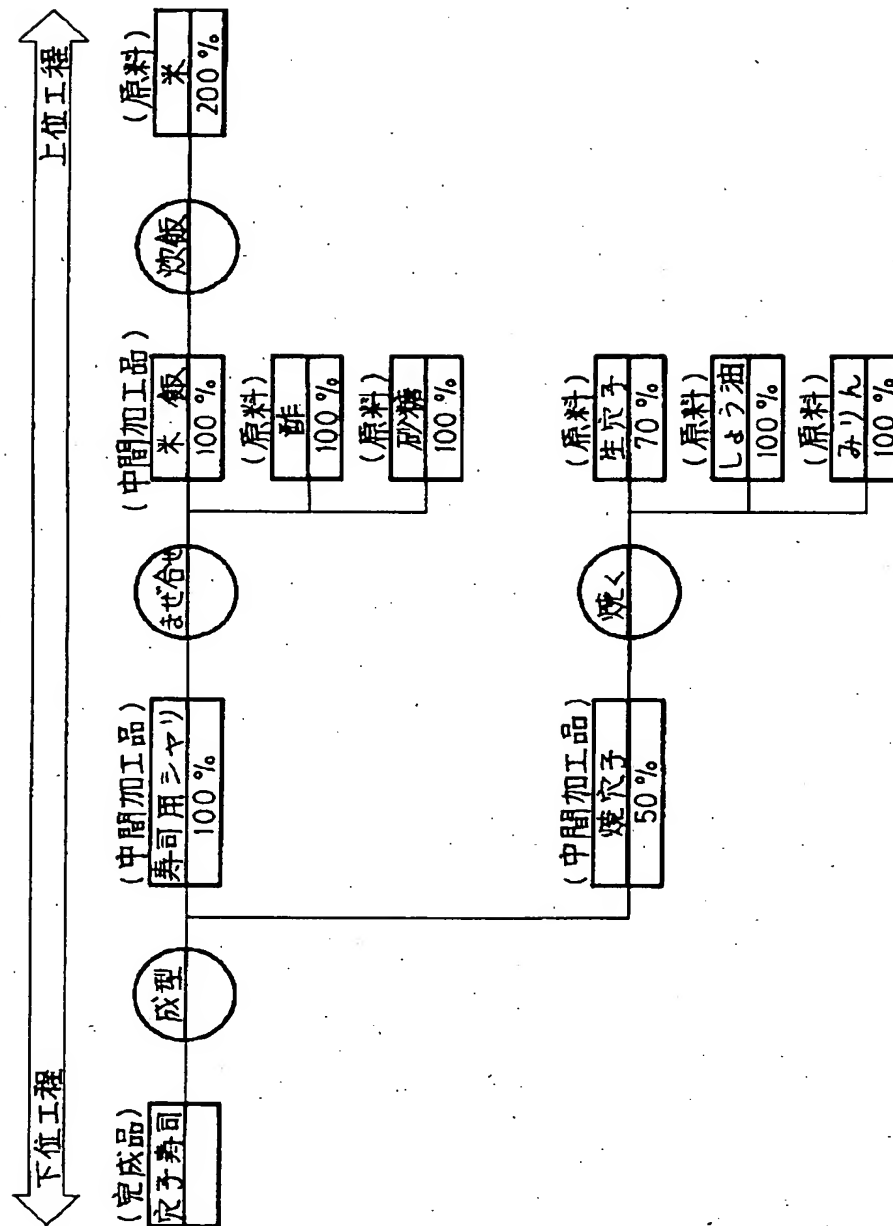 下位工程
上位工程
(完成品)
穴子寿司
成型
(中間加工品)
寿司用シャリ
100%
まぜ合せ
(中間加工品)
米飯
100%
(原料)
酢
100%
(原料)
砂糖
100%
炊飯
(原料)
米
200%
(中間加工品)
焼穴子
50%
焼く
(原料)
生穴子
70%
(原料)
しょう油
100%
(原料)
みりん
100%